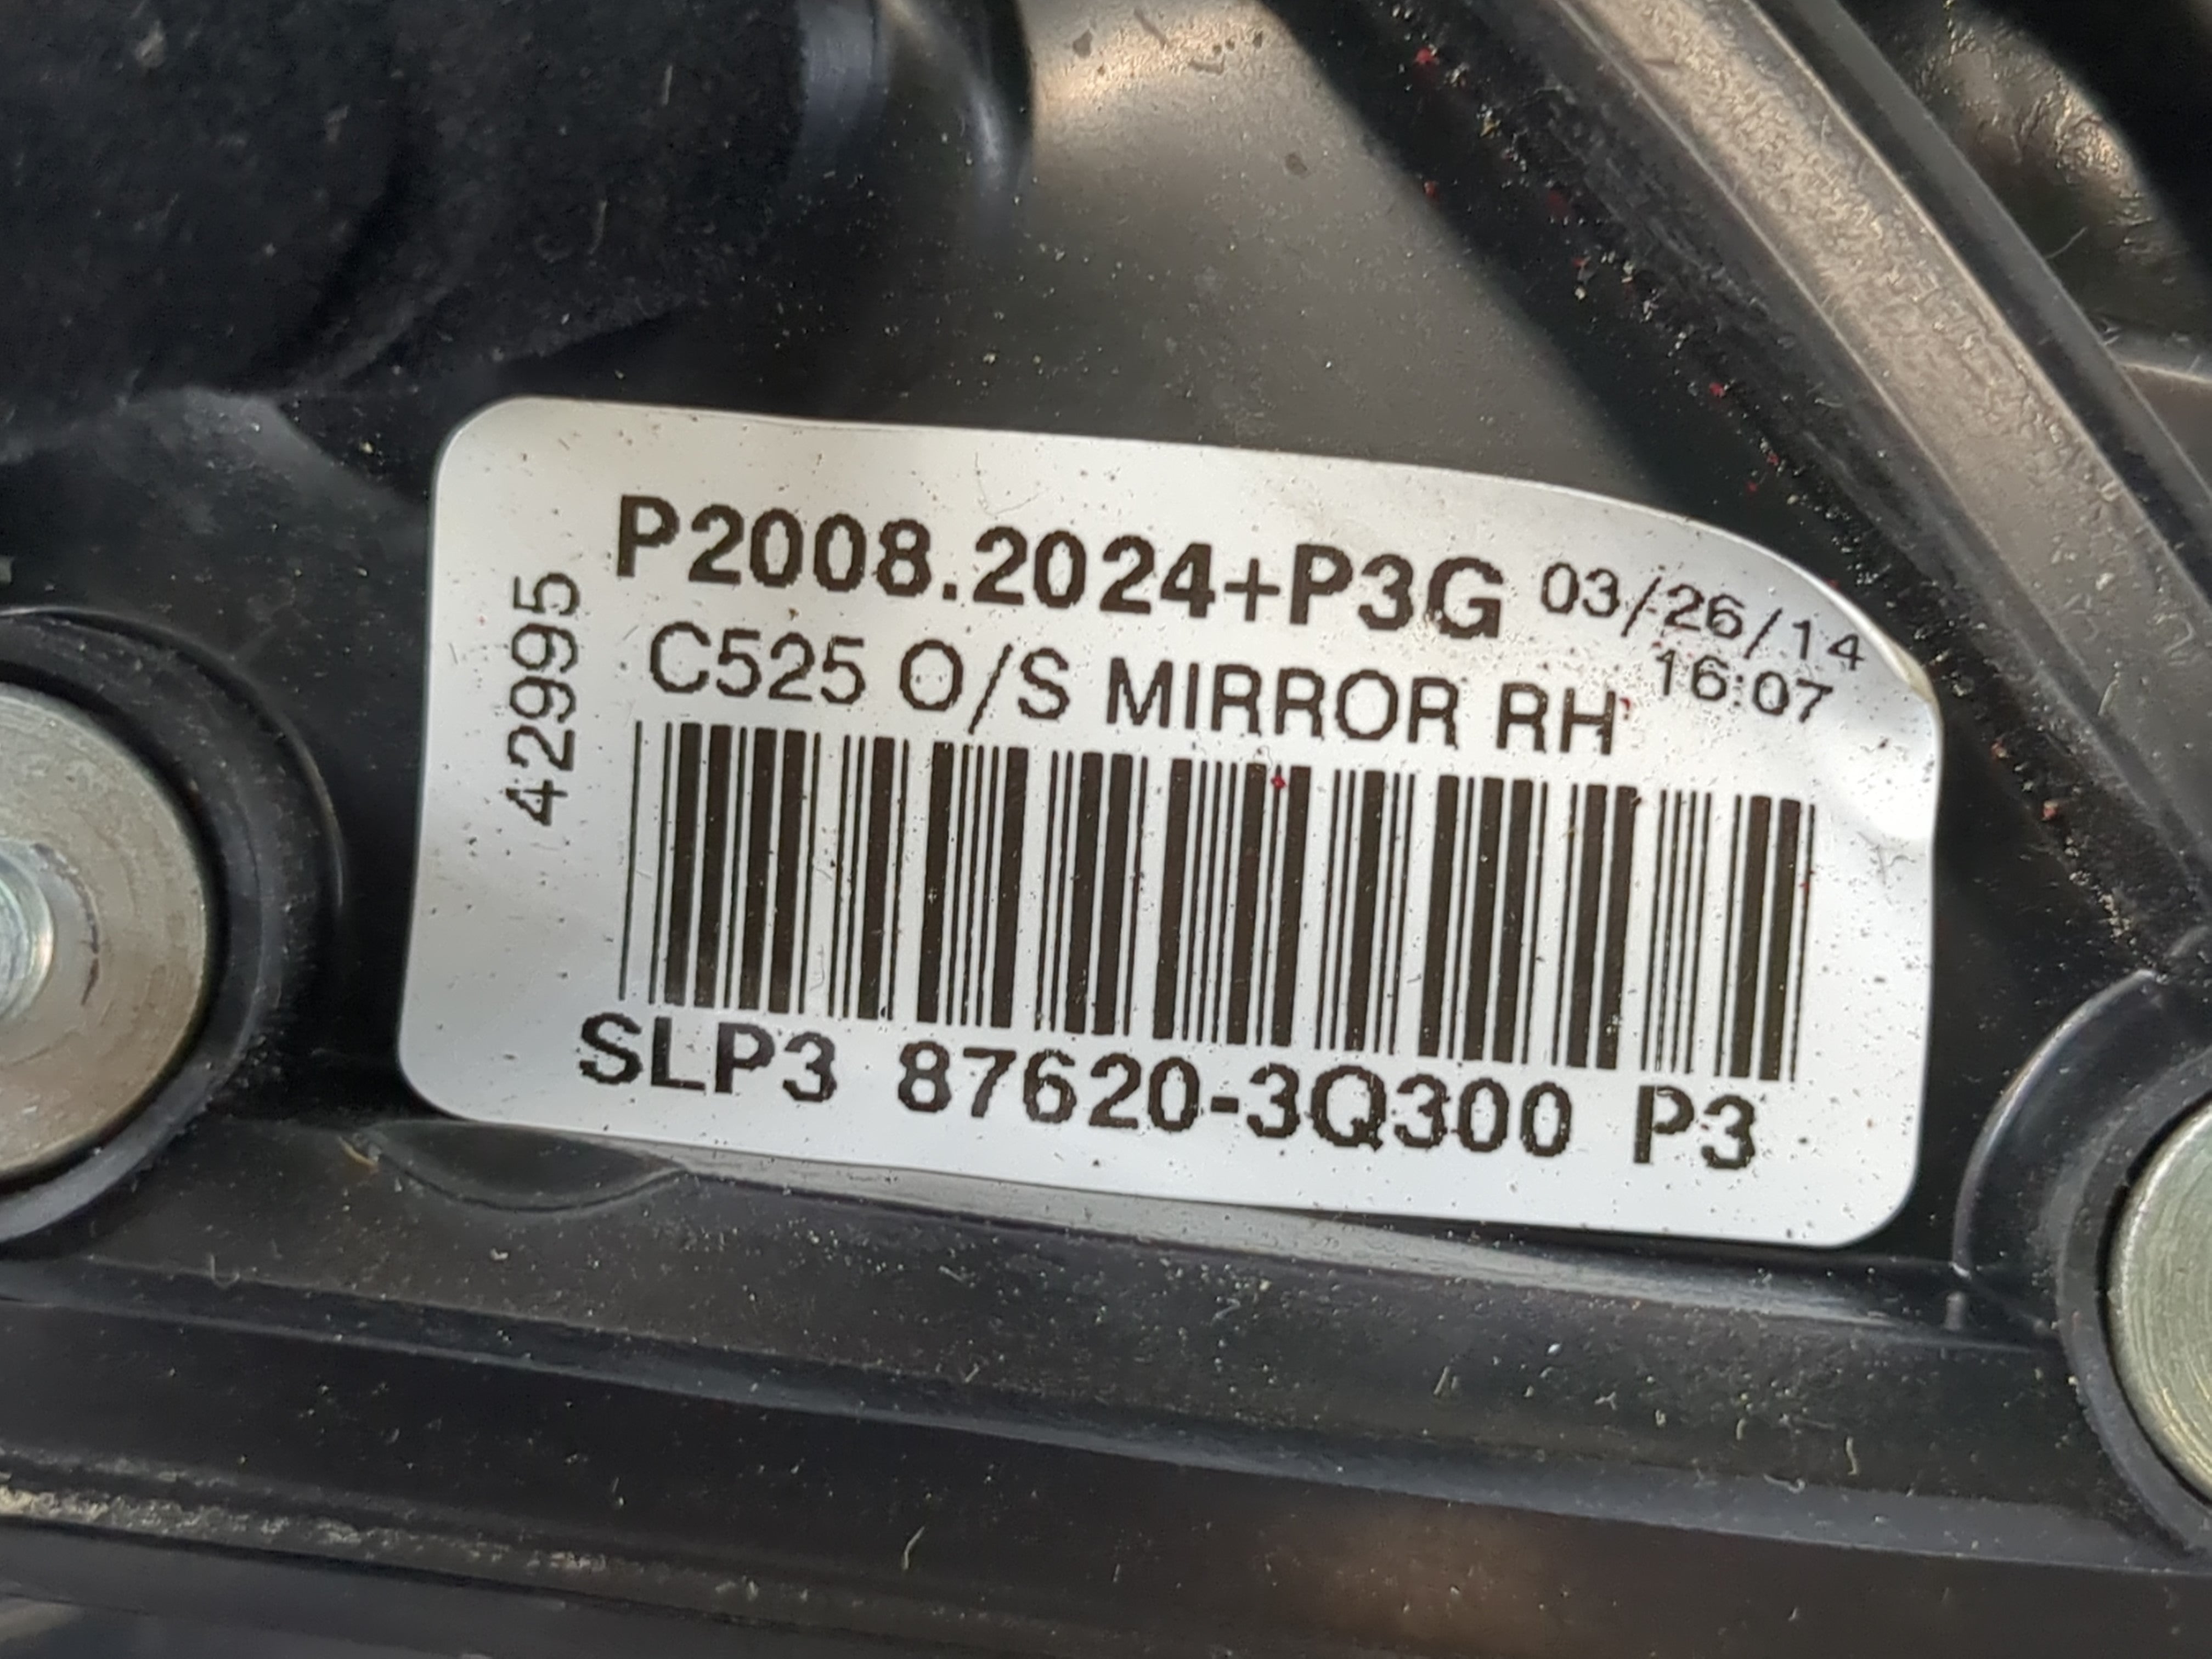 P2008.2024+P3G 03/26/14
16:07
C525 O/S MIRROR RH
42995
SLP3 87620-3Q300 P3